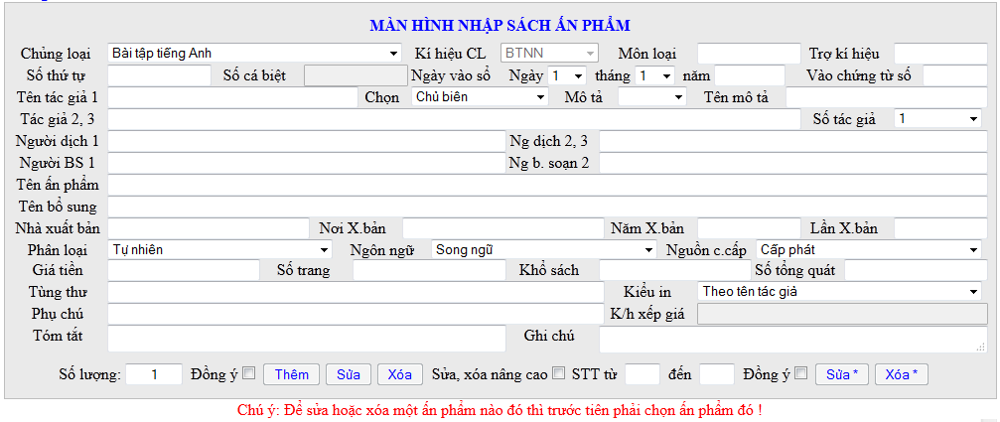 MÀN HÌNH NHẬP SÁCH ẤN PHẨM
Chủng loại Bài tập tiếng Anh Kí hiệu CL BTNN Môn loại Trợ kí hiệu
Số thứ tự Số cá biệt Ngày vào sổ Ngày 1 tháng 1 năm Vào chứng từ số
Tên tác giả 1 Chọn Chủ biên Mô tả Tên mô tả
Tác giả 2, 3 Số tác giả 1
Người dịch 1 Ng dịch 2, 3
Người BS 1 Ng b. soạn 2
Tên ấn phẩm
Tên bổ sung
Nhà xuất bản Nơi X.bản Năm X.bản Lần X.bản
Phân loại Tự nhiên Ngôn ngữ Song ngữ Nguồn c.cấp Cấp phát
Giá tiền Số trang Khổ sách Số tổng quát
Tùng thư Kiểu in Theo tên tác giả
Phụ chú K/h xếp giá
Tóm tắt Ghi chú
Số lượng: 1 Đồng ý Thêm Sửa Xóa Sửa, xóa nâng cao STT từ đến Đồng ý Sửa * Xóa *
Chú ý: Để sửa hoặc xóa một ấn phẩm nào đó thì trước tiên phải chọn ấn phẩm đó !